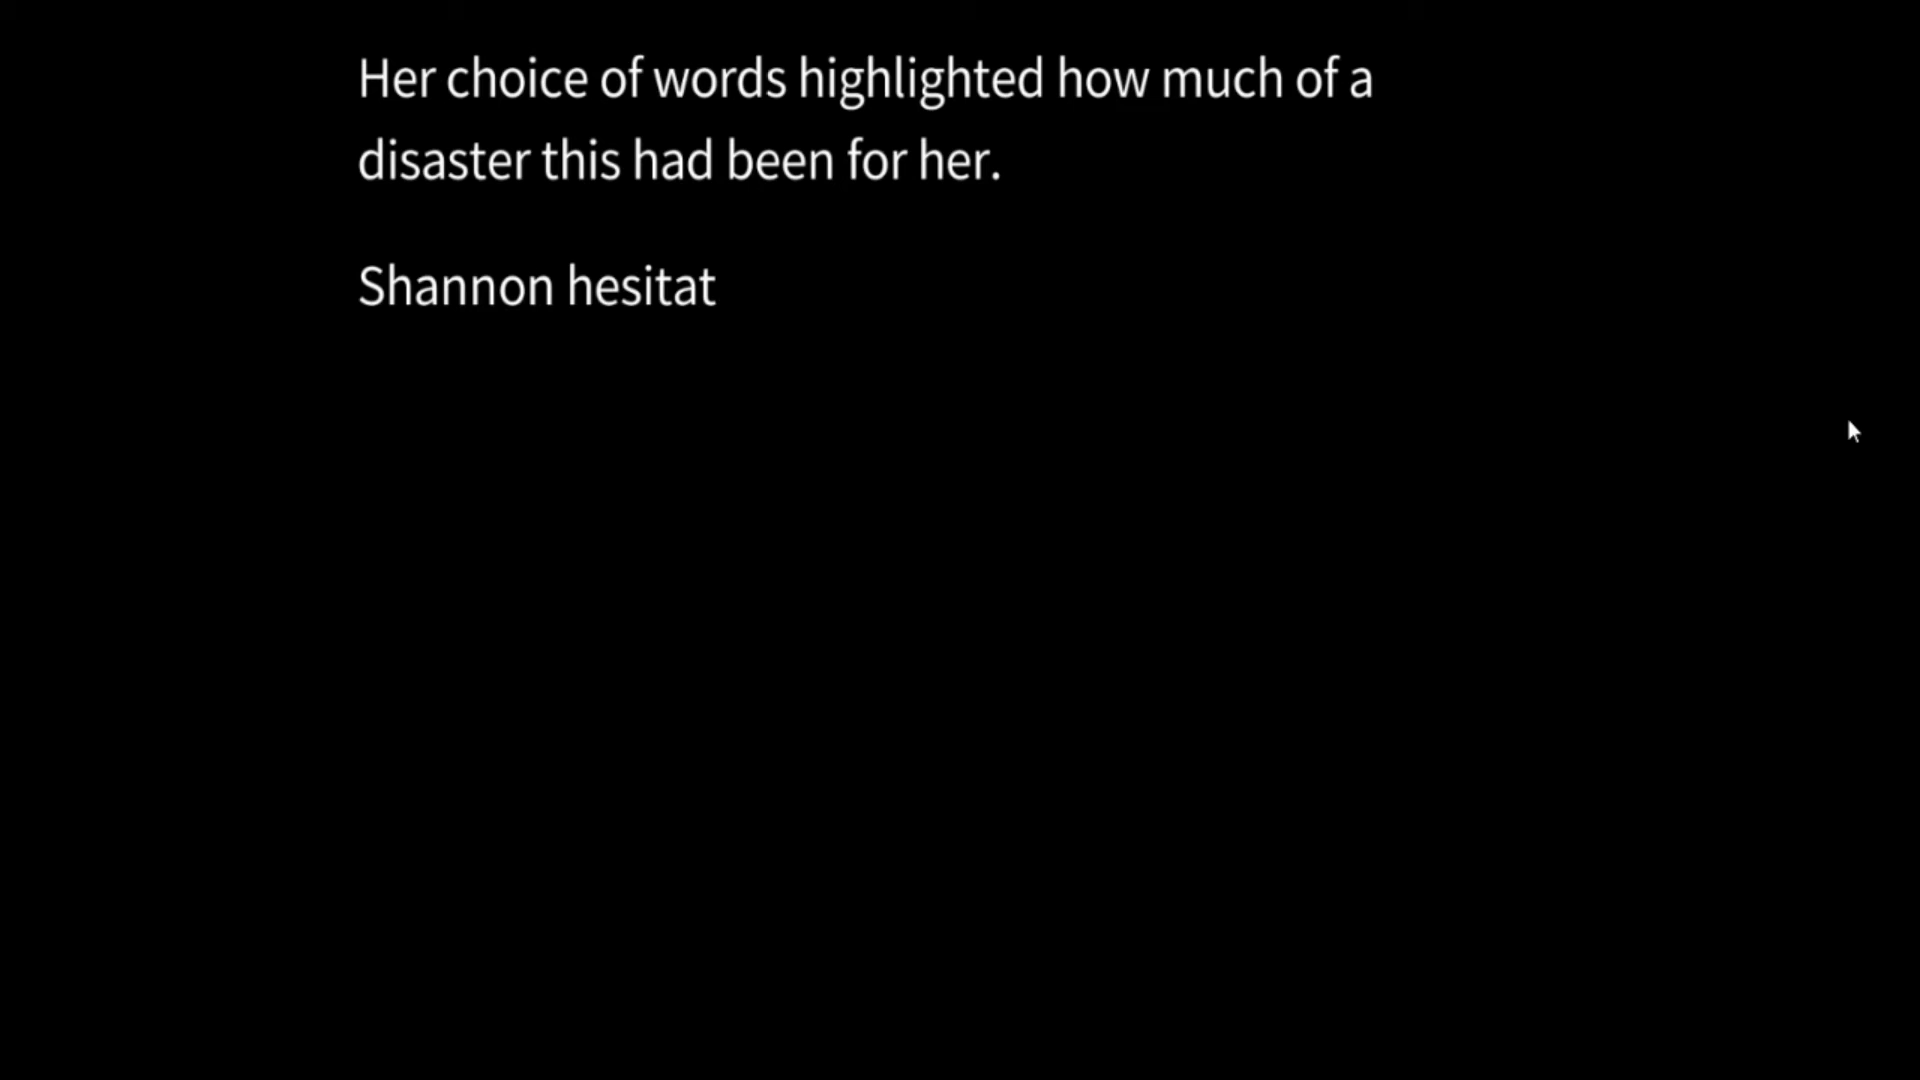 Her choice of words highlighted how much of a
disaster this had been for her.
Shannon hesitat